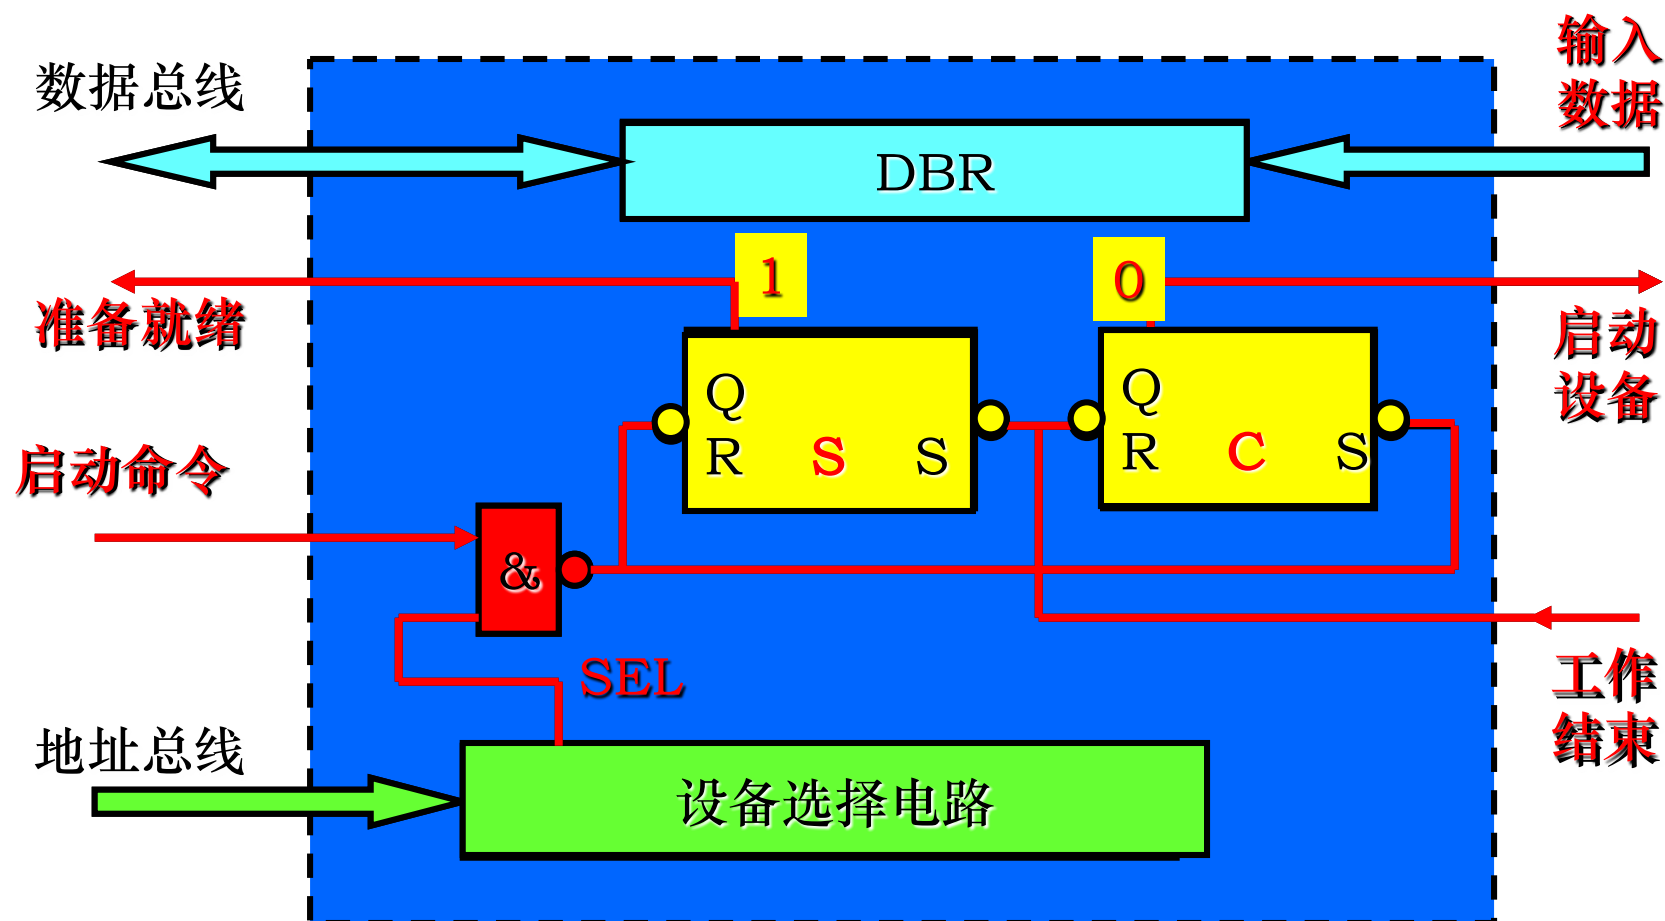 数据总线
输入
数据
DBR
1
0
准备就绪
启动
设备
Q
R S S
Q
R C S
启动命令
&
SEL
工作
结束
地址总线
设备选择电路